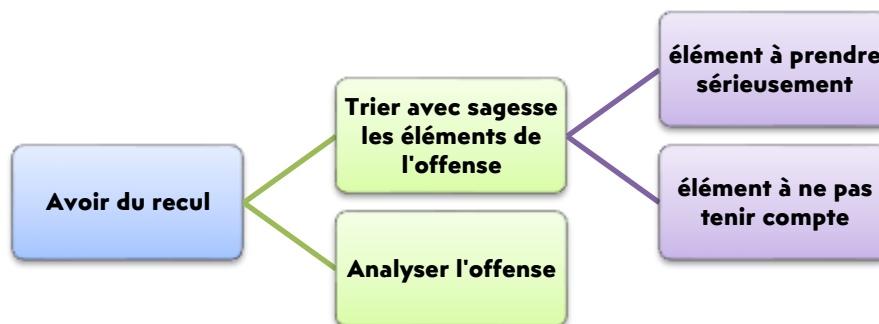 Avoir du recul
Trier avec sagesse
les éléments de
l'offense
Analyser l'offense
élément à prendre
sérieusement
élément à ne pas
tenir compte